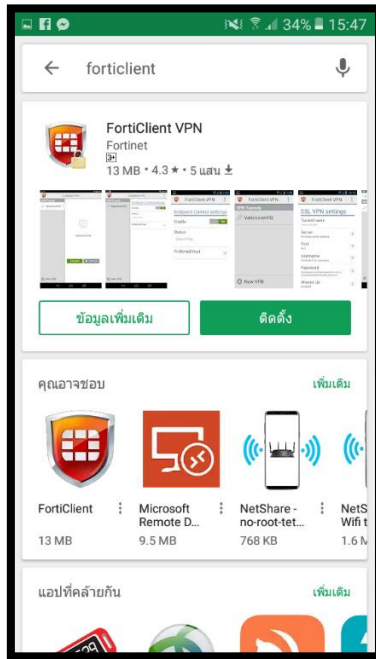 34% 15:47
forticlient
FortiClient VPN
Fortinet
3+
13 MB • 4.3 ★ • 5 แสน
ข้อมูลเพิ่มเติม
ติดตั้ง
คุณอาจชอบ
เพิ่มเติม
FortiClient
Microsoft
Remote D...
NetShare -
no-root-tet...
NetS
Wifi t
13 MB
9.5 MB
768 KB
1.6 M
แอปที่คล้ายกัน
เพิ่มเติม